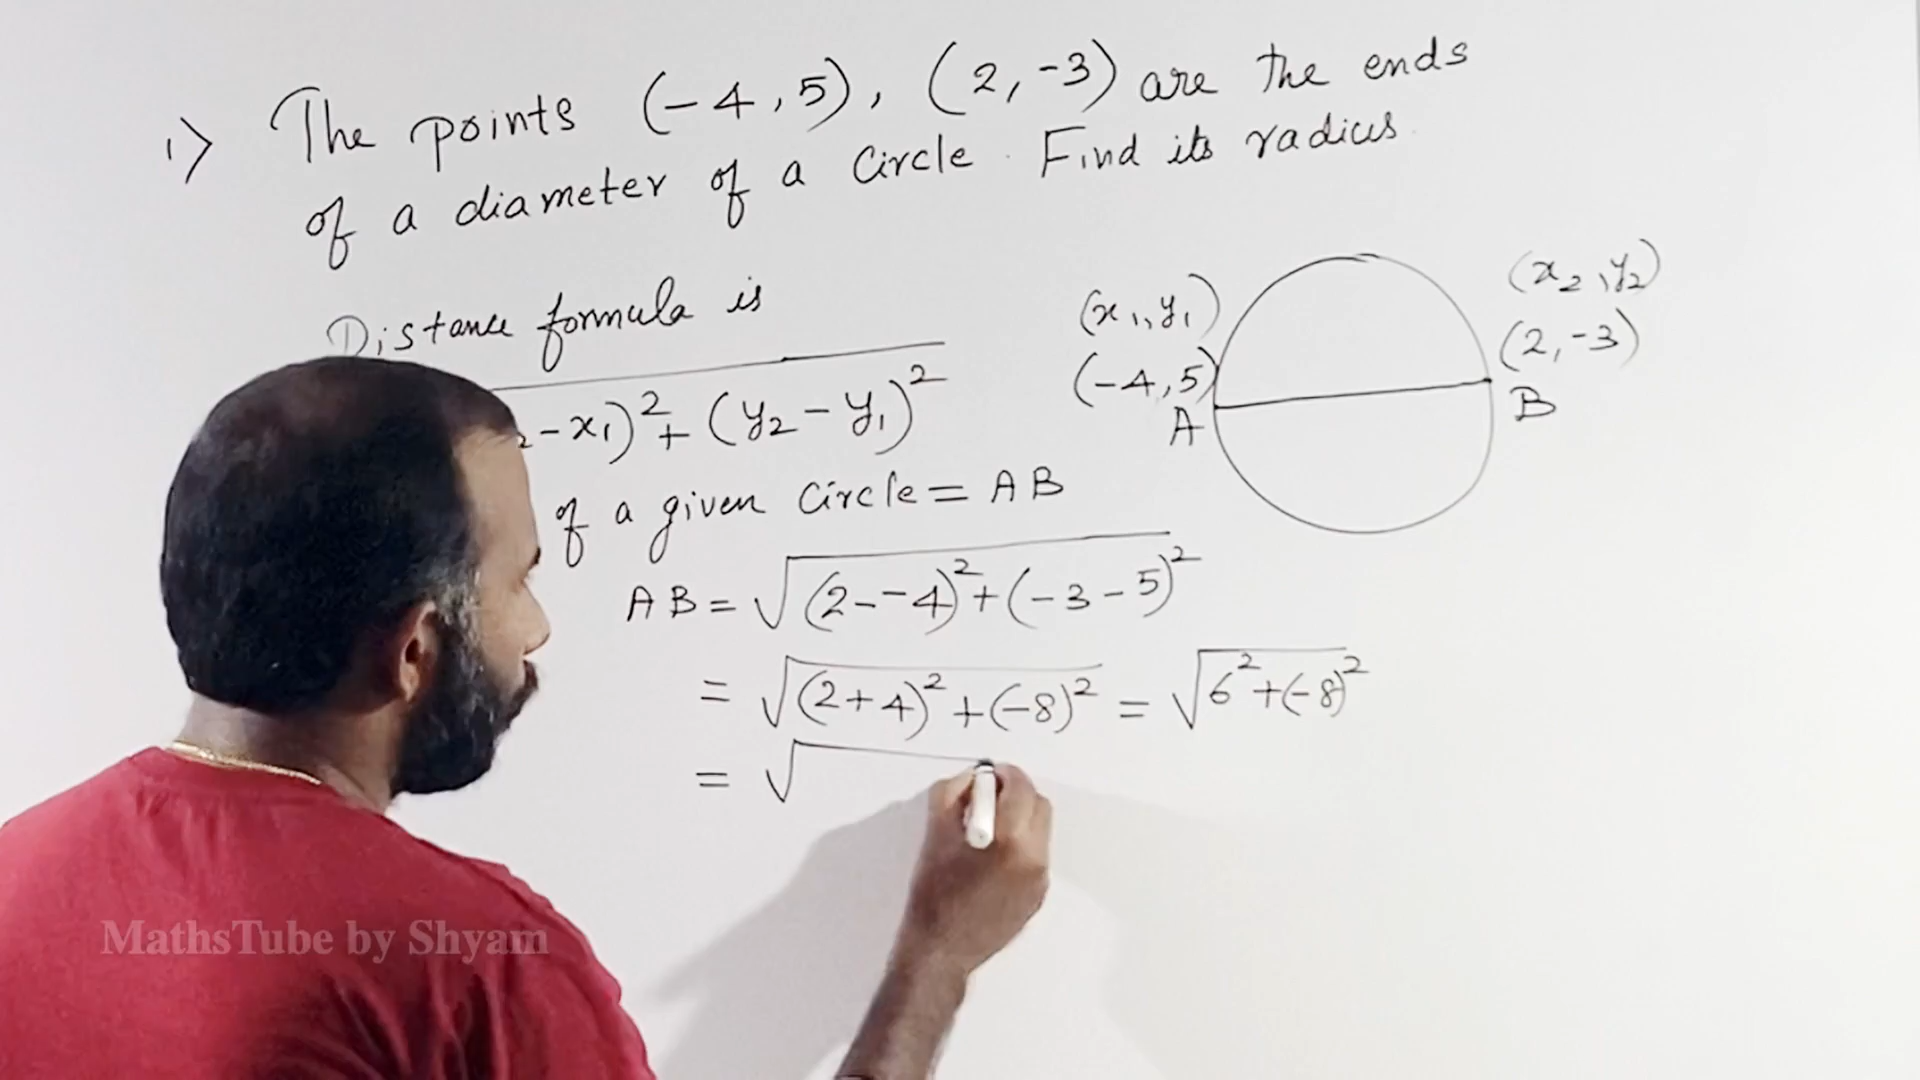 1) The points (-4, 5), (2, -3) are the ends
of a diameter of a Circle. Find its radius
Distance formula is
2 - x1)² + (y2 - y1)²
of a given Circle = AB
AB = √(2--4)² + (-3-5)²
= √(2+4)² + (-8)² = √6² + (-8)²
= √
(x1, y1)
(-4, 5)
A
(x2, y2)
(2, -3)
B
MathsTube by Shyam